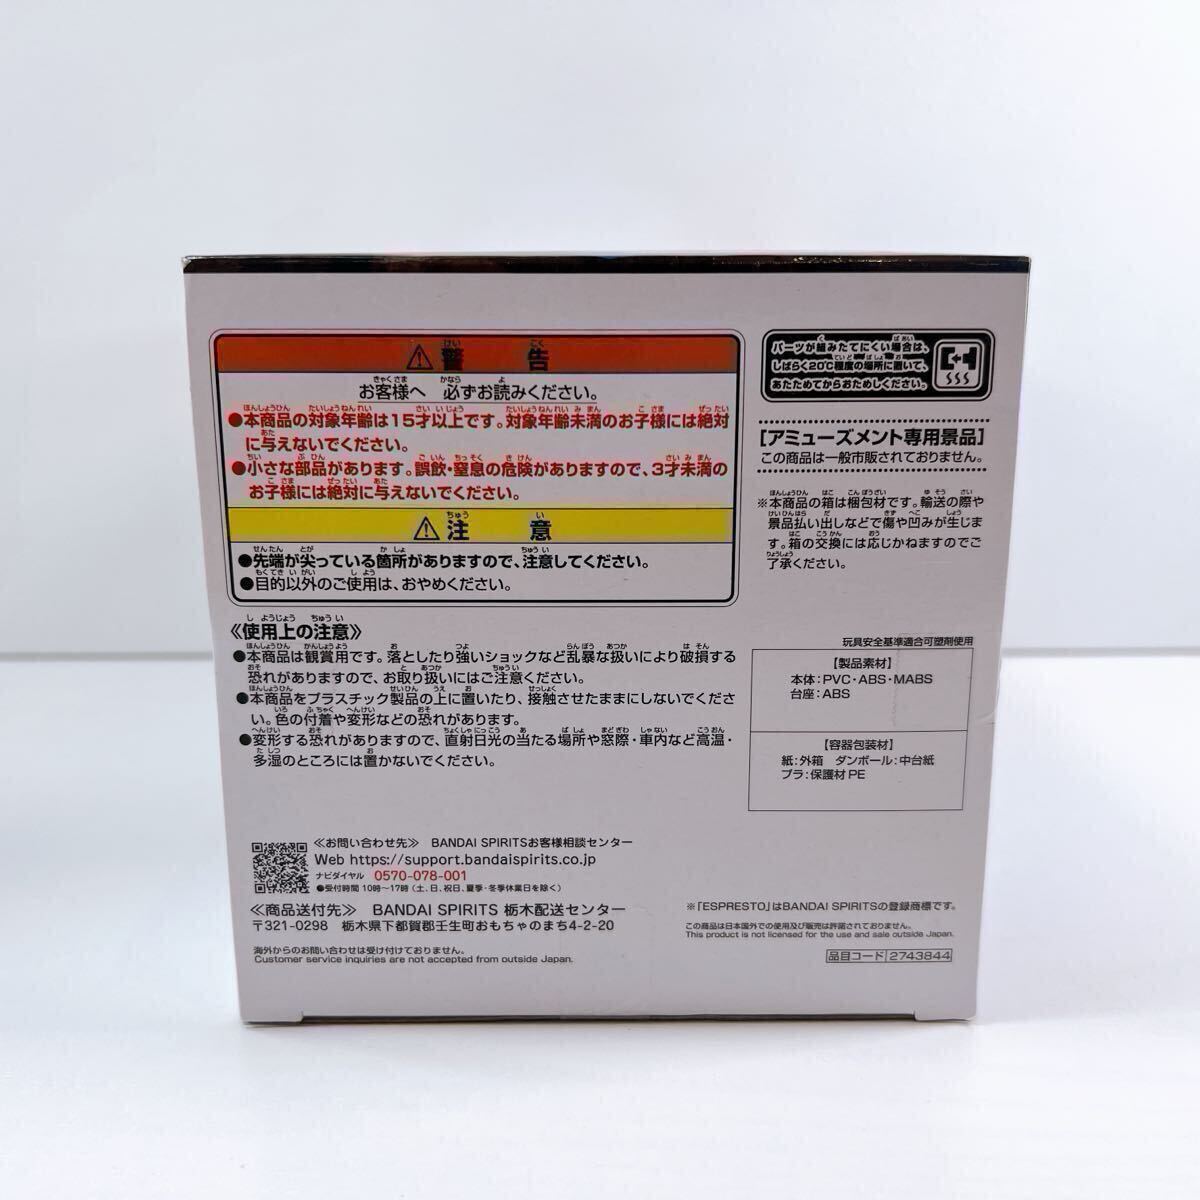 ⚠警告
お客様へ 必ずお読みください。
●本商品の対象年齢は15才以上です。対象年齢未満のお子様には絶対
に与えないでください。
●小さな部品があります。誤飲・窒息の危険がありますので、3才未満の
お子様には絶対に与えないでください。
⚠注意
●先端が尖っている箇所がありますので、注意してください。
●目的以外のご使用は、おやめください。
《使用上の注意》
●本商品は観賞用です。落としたり強いショックなど乱暴な扱いにより破損する
恐れがありますので、お取り扱いにはご注意ください。
●本商品をプラスチック製品の上に置いたり、接触させたままにしないでくださ
い。色の付着や変形などの恐れがあります。
●変形する恐れがありますので、直射日光の当たる場所や窓際・車内など高温・
多湿のところには置かないでください。
パーツが組みたてにくい場合は、
しばらく20℃程度の場所に置いて、
あたためてからおためしください。
[アミューズメント専用景品]
この商品は一般市販されておりません。
※本商品の箱は梱包材です。輸送の際や
景品払い出しなどで傷や凹みが生じま
す。箱の交換には応じかねますのでご
了承ください。
玩具安全基準適合可塑剤使用
【製品素材】
本体:PVC・ABS・MABS
台座:ABS
【容器包装材】
紙:外箱 ダンボール:中台紙
プラ:保護材PE
≪お問い合わせ先≫ BANDAI SPIRITSお客様相談センター
Web https://support.bandaispirits.co.jp
ナビダイヤル 0570-078-001
●受付時間 10時〜17時(土、日、祝日、夏季・冬季休業日を除く)
≪商品送付先≫ BANDAI SPIRITS 栃木配送センター
〒321-0298 栃木県下都賀郡壬生町おもちゃのまち4-2-20
海外からのお問い合わせは受け付けておりません。
Customer service inquiries are not accepted from outside Japan.
※「ESPRESTO」はBANDAI SPIRITSの登録商標です。
この商品は日本国外での使用及び販売は許諾されておりません。
This product is not licensed for the use and sale outside Japan.
品目コード 2743844